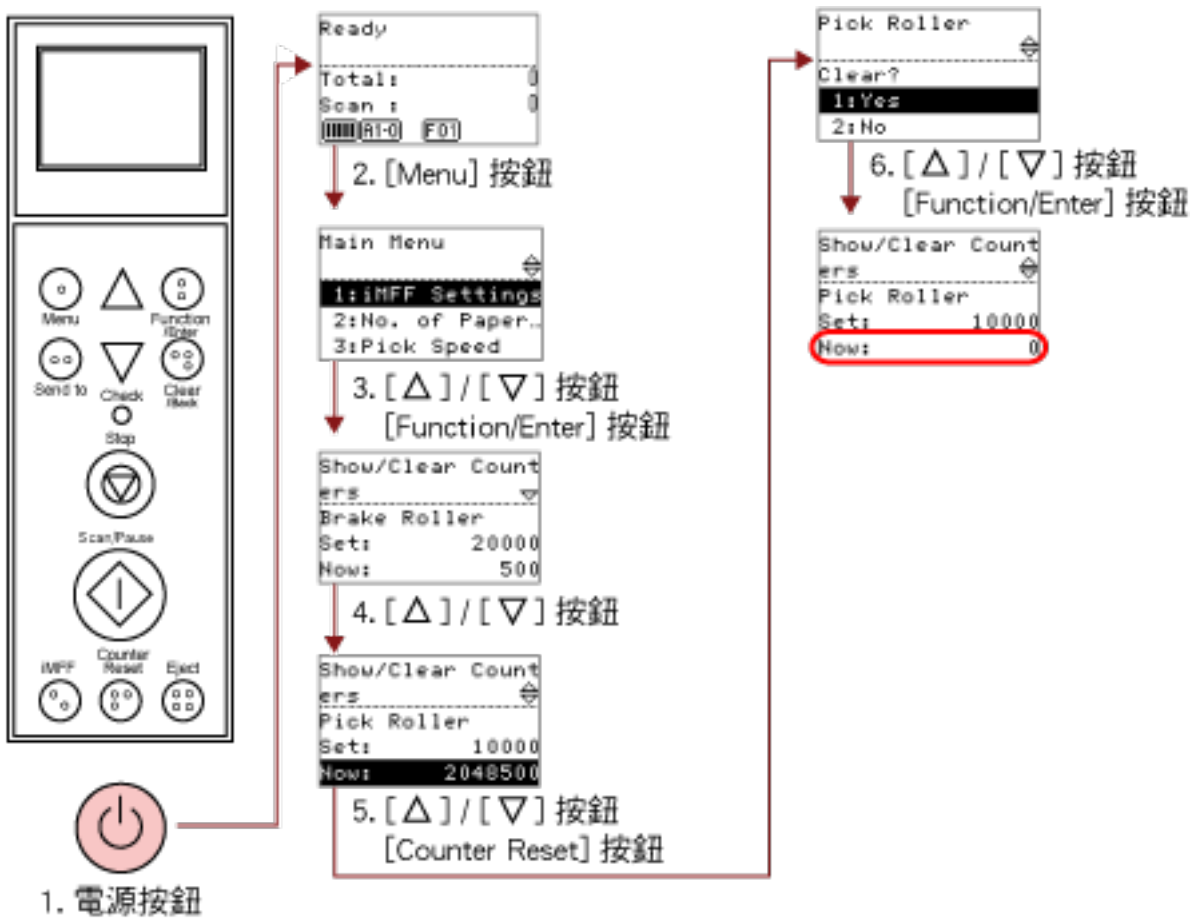 Menu
Function
/Enter
Send to
Check
Clear
/Back
Stop
Scan/Pause
iMFF
Counter
Reset
Eject
1. 電源按鈕
Ready
Total: 0
Scan : 0
A1-0 F01
2. [Menu] 按鈕
Main Menu
1:iMFF Settings
2:No. of Paper..
3:Pick Speed
3. [△] / [▽] 按鈕
[Function/Enter] 按鈕
Show/Clear Count
ers
Brake Roller
Set: 20000
Now: 500
4. [△] / [▽] 按鈕
Show/Clear Count
ers
Pick Roller
Set: 10000
Now: 2048500
5. [△] / [▽] 按鈕
[Counter Reset] 按鈕
Pick Roller
Clear?
1:Yes
2:No
6. [△] / [▽] 按鈕
[Function/Enter] 按鈕
Show/Clear Count
ers
Pick Roller
Set: 10000
Now: 0